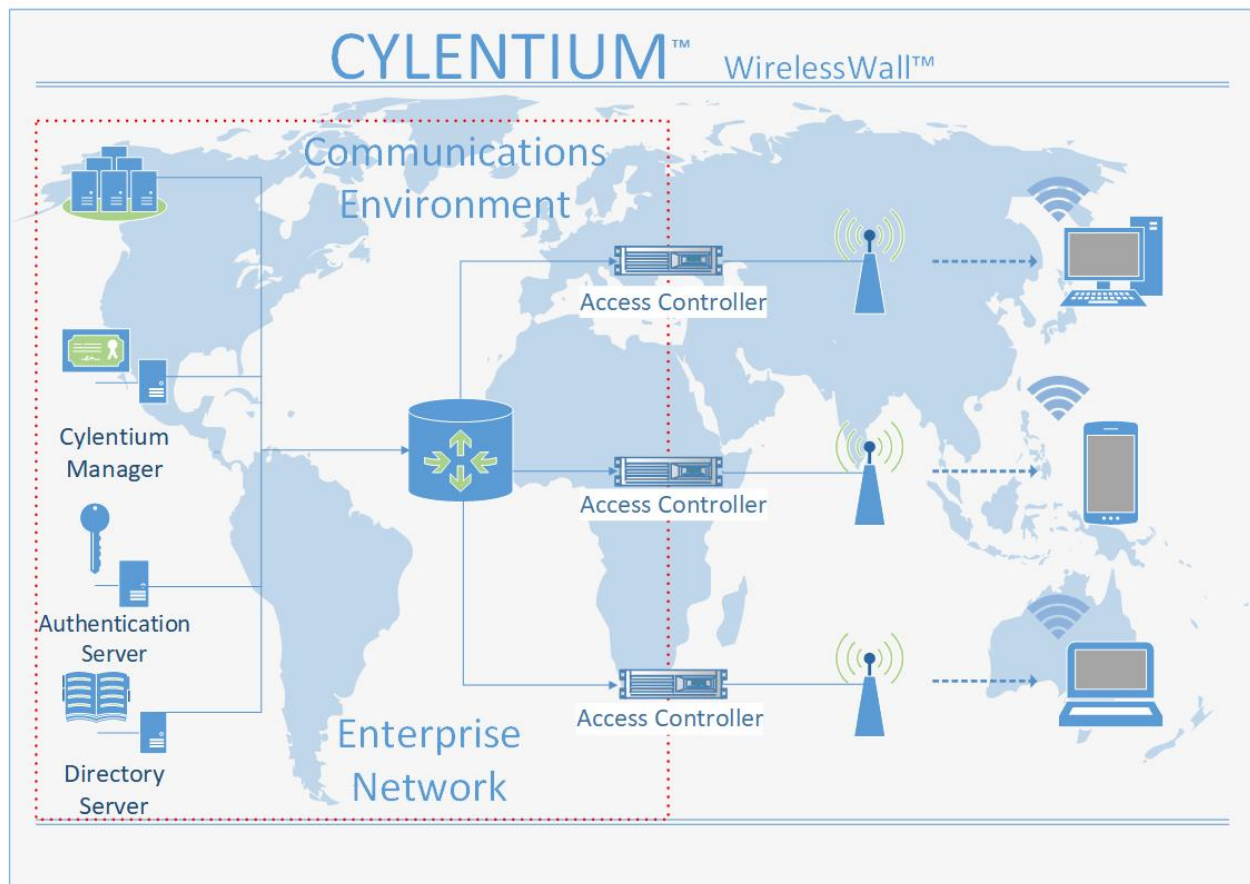 CYLENTIUM™ WirelessWall™
Communications
Environment
Access Controller
Cylentium
Manager
Access Controller
Authentication
Server
Access Controller
Enterprise
Network
Directory
Server